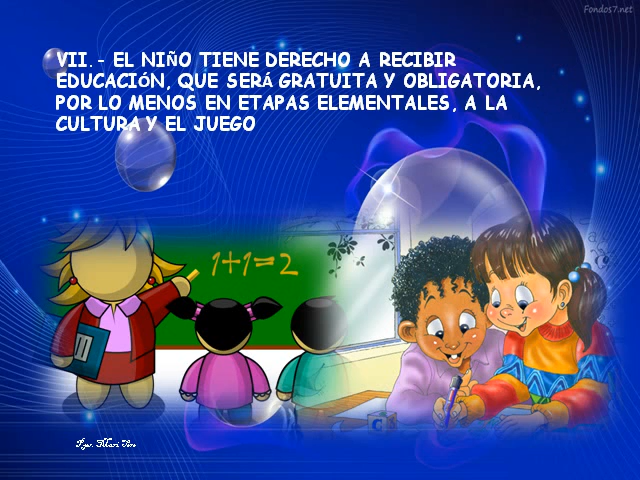 Fondos7.net
VII.- EL NIÑO TIENE DERECHO A RECIBIR
EDUCACIÓN, QUE SERÁ GRATUITA Y OBLIGATORIA,
POR LO MENOS EN ETAPAS ELEMENTALES, A LA
CULTURA Y EL JUEGO
1+1=2